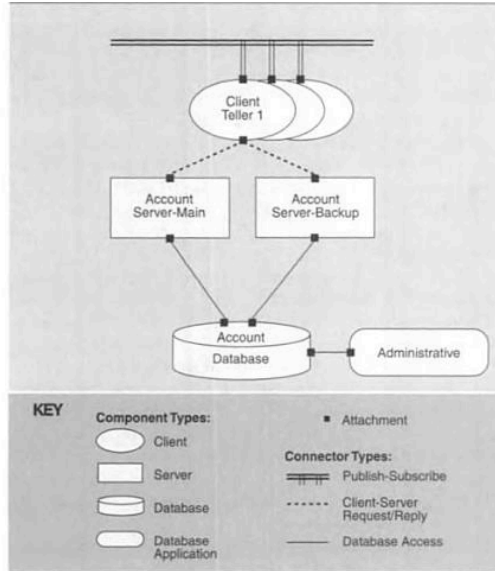 Client
Teller 1
Account
Server-Main
Account
Server-Backup
Account
Database
Administrative
KEY
Component Types:
Client
Server
Database
Database
Application
Attachment
Connector Types:
Publish-Subscribe
Client-Server
Request/Reply
Database Access